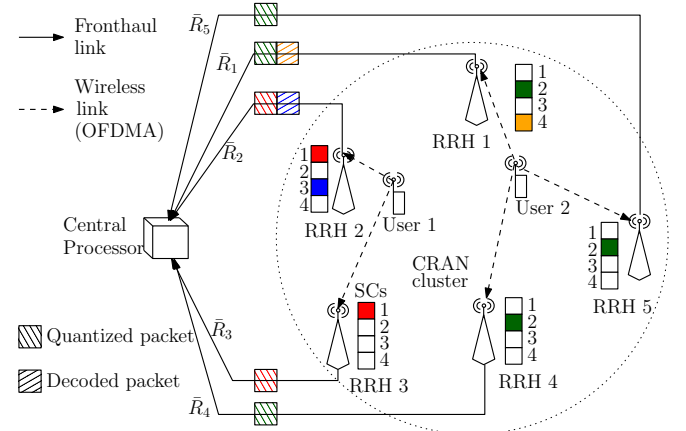 Fronthaul
link
Wireless
link
(OFDMA)
R̄₅
R̄₁
R̄₂
Central
Processor
R̄₃
R̄₄
Quantized packet
Decoded packet
RRH 1
1
2
3
4
1
2
3
4
RRH 2
User 1
User 2
1
2
3
4
RRH 5
CRAN
cluster
SCs
1
2
3
4
RRH 3
1
2
3
4
RRH 4